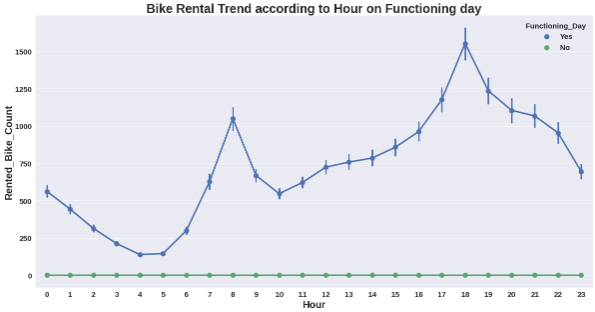 Bike Rental Trend according to Hour on Functioning day
Functioning_Day
Yes
No
Rented_Bike_Count
1500
1250
1000
750
500
250
0
0 1 2 3 4 5 6 7 8 9 10 11 12 13 14 15 16 17 18 19 20 21 22 23
Hour